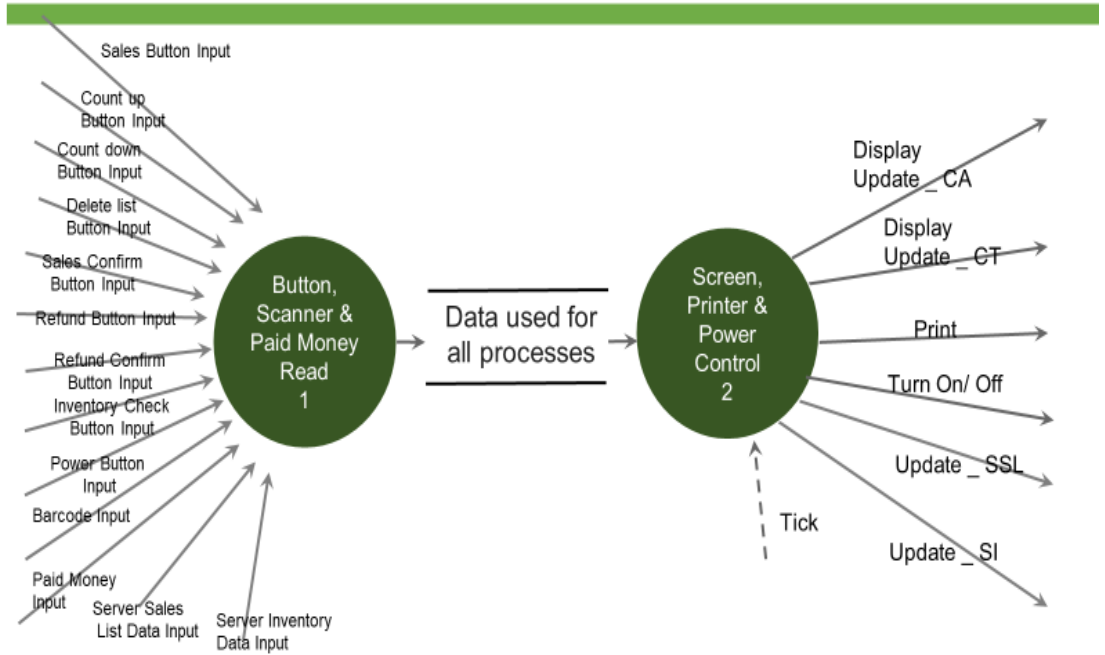 Sales Button Input
Count up
Button Input
Count down
Button Input
Delete list
Button Input
Sales Confirm
Button Input
Refund Button Input
Refund Confirm
Button Input
Inventory Check
Button Input
Power Button
Input
Barcode Input
Paid Money
Input
Server Sales
List Data Input
Server Inventory
Data Input
Button,
Scanner &
Paid Money
Read
1
Data used for
all processes
Screen,
Printer &
Power
Control
2
Tick
Display
Update _ CA
Display
Update _ CT
Print
Turn On/ Off
Update _ SSL
Update _ SI